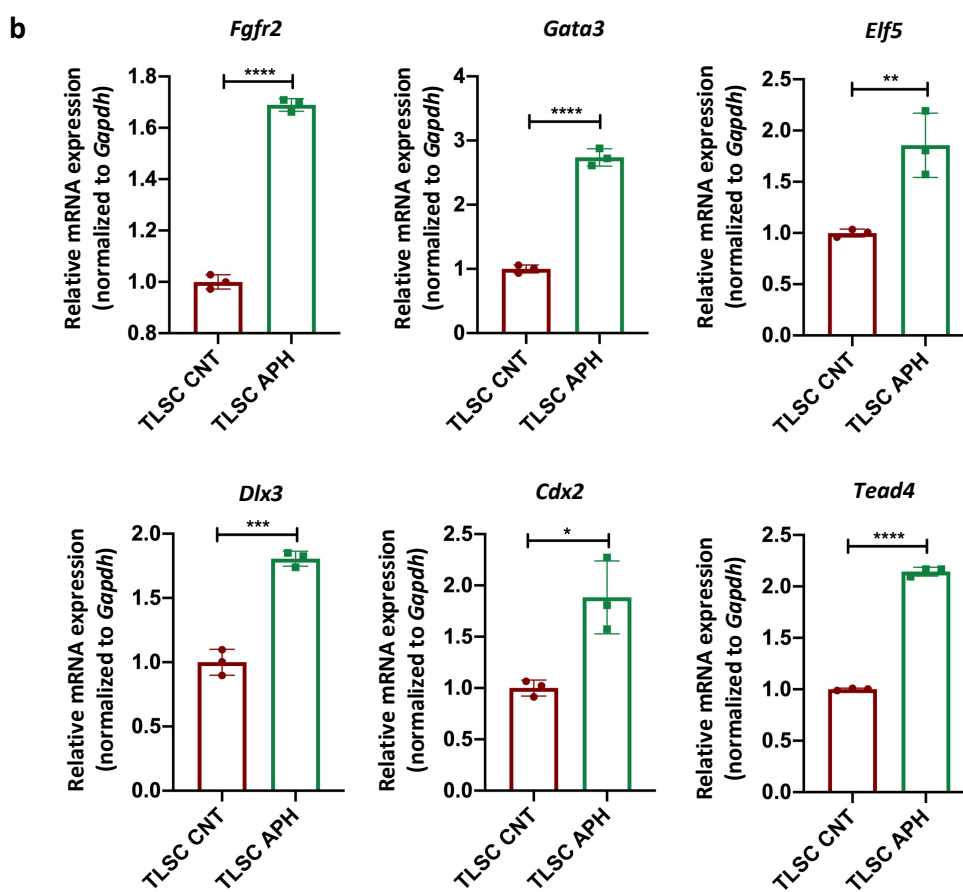 b
Fgfr2
Relative mRNA expression
(normalized to Gapdh)
1.8
1.6
1.4
1.2
1.0
0.8
****
TLSC CNT
TLSC APH
Gata3
Relative mRNA expression
(normalized to Gapdh)
4
3
2
1
0
****
TLSC CNT
TLSC APH
Elf5
Relative mRNA expression
(normalized to Gapdh)
2.5
2.0
1.5
1.0
0.5
0.0
**
TLSC CNT
TLSC APH
Dlx3
Relative mRNA expression
(normalized to Gapdh)
2.0
1.5
1.0
0.5
0.0
***
TLSC CNT
TLSC APH
Cdx2
Relative mRNA expression
(normalized to Gapdh)
2.5
2.0
1.5
1.0
0.5
0.0
*
TLSC CNT
TLSC APH
Tead4
Relative mRNA expression
(normalized to Gapdh)
2.5
2.0
1.5
1.0
0.5
0.0
****
TLSC CNT
TLSC APH